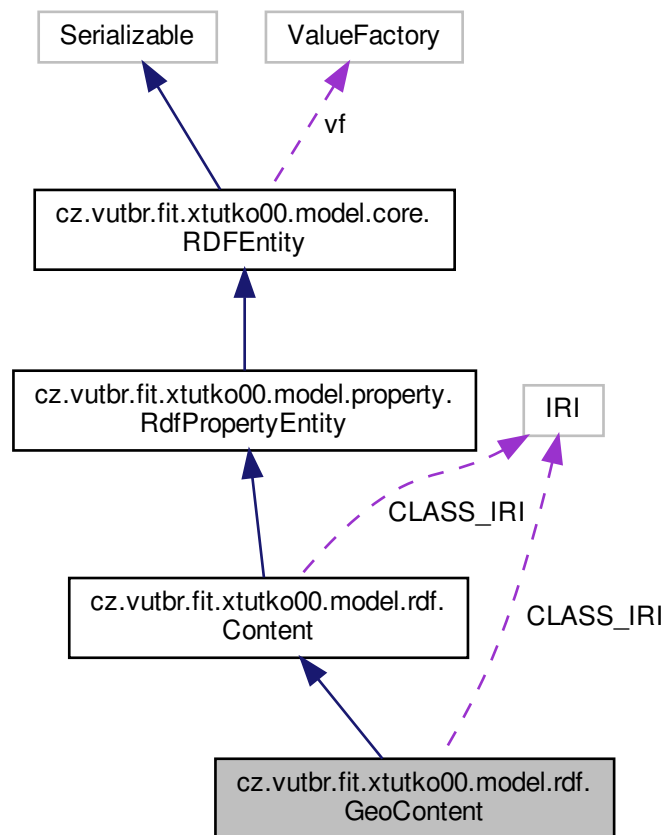 Serializable
ValueFactory
vf
cz.vutbr.fit.xtutko00.model.core.
RDFEntity
cz.vutbr.fit.xtutko00.model.property.
RdfPropertyEntity
IRI
CLASS_IRI
cz.vutbr.fit.xtutko00.model.rdf.
Content
CLASS_IRI
cz.vutbr.fit.xtutko00.model.rdf.
GeoContent